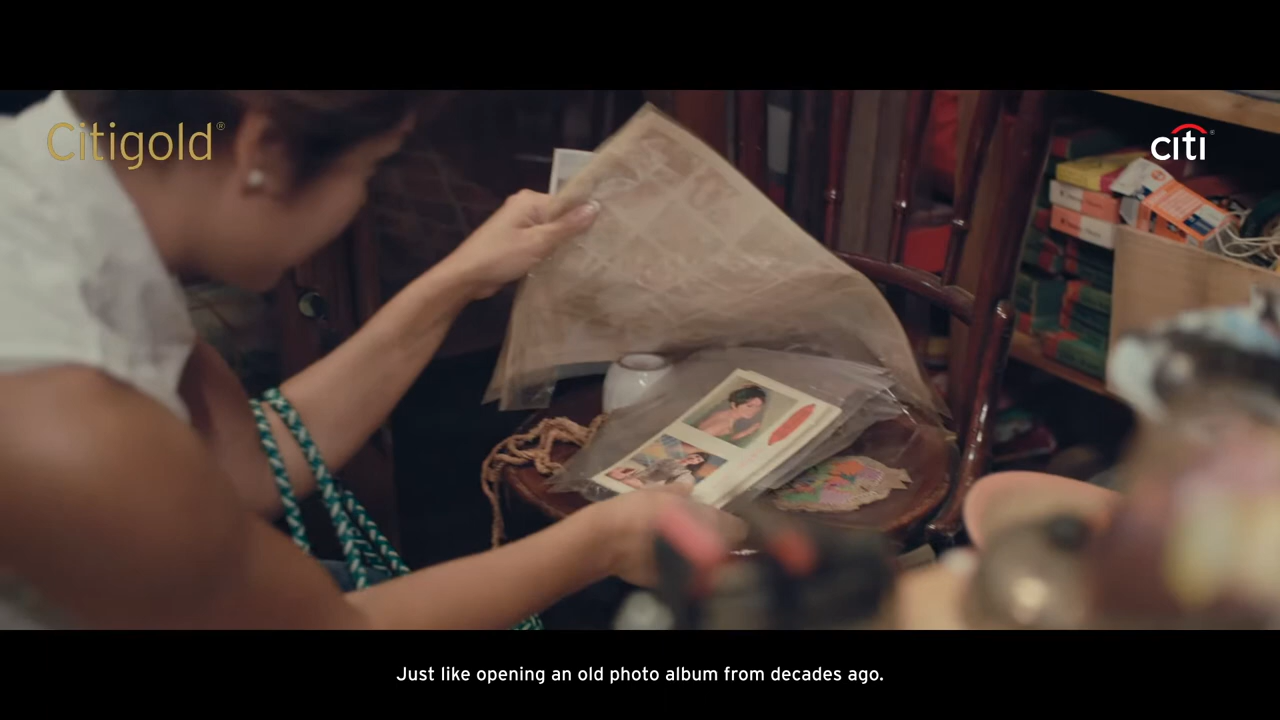 Citigold®
citi®
Just like opening an old photo album from decades ago.